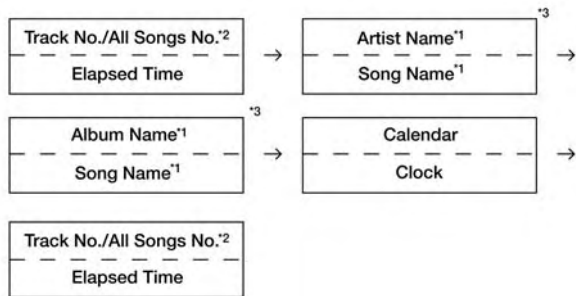 Track No./All Songs No.*2
Elapsed Time
→
Artist Name*1
Song Name*1
*3
→
Album Name*1
Song Name*1
*3
→
Calendar
Clock
→
Track No./All Songs No.*2
Elapsed Time